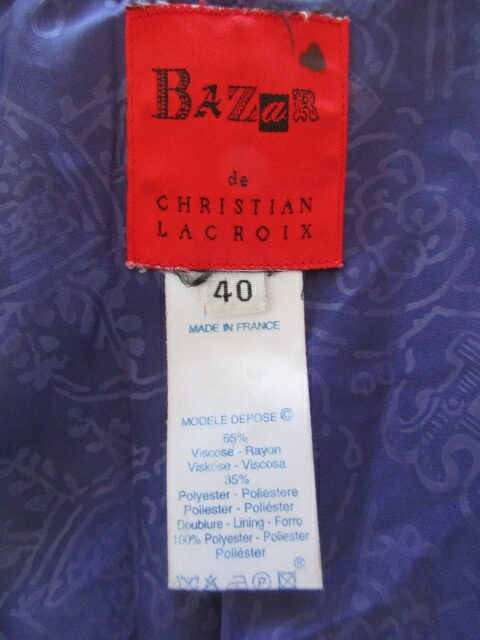 BAZaR
de
CHRISTIAN
LACROIX
40
MADE IN FRANCE
MODELE DEPOSE ©
65%
Viscose - Rayon
Viskose - Viscosa
35%
Polyester - Poliestere
Poliester - Poliéster
Doublure - Lining - Forro
100% Polyester - Poliester
Poliéster
®